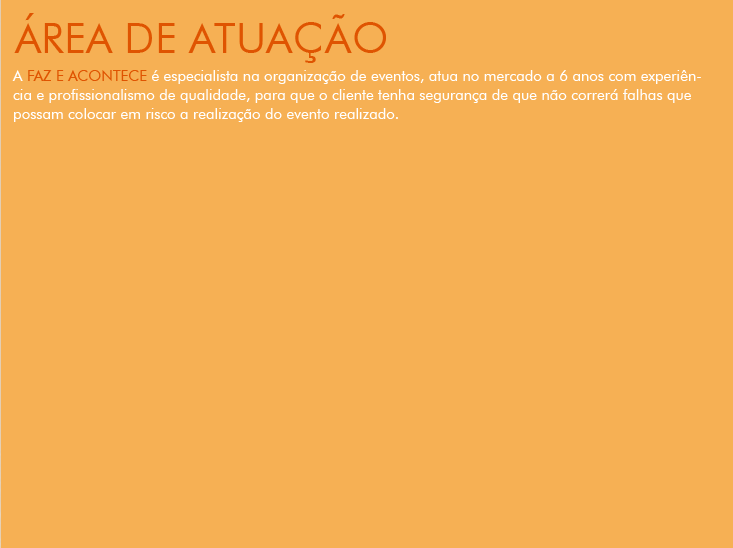 ÁREA DE ATUAÇÃO
A FAZ E ACONTECE é especialista na organização de eventos, atua no mercado a 6 anos com experiên-
cia e profissionalismo de qualidade, para que o cliente tenha segurança de que não correrá falhas que
possam colocar em risco a realização do evento realizado.